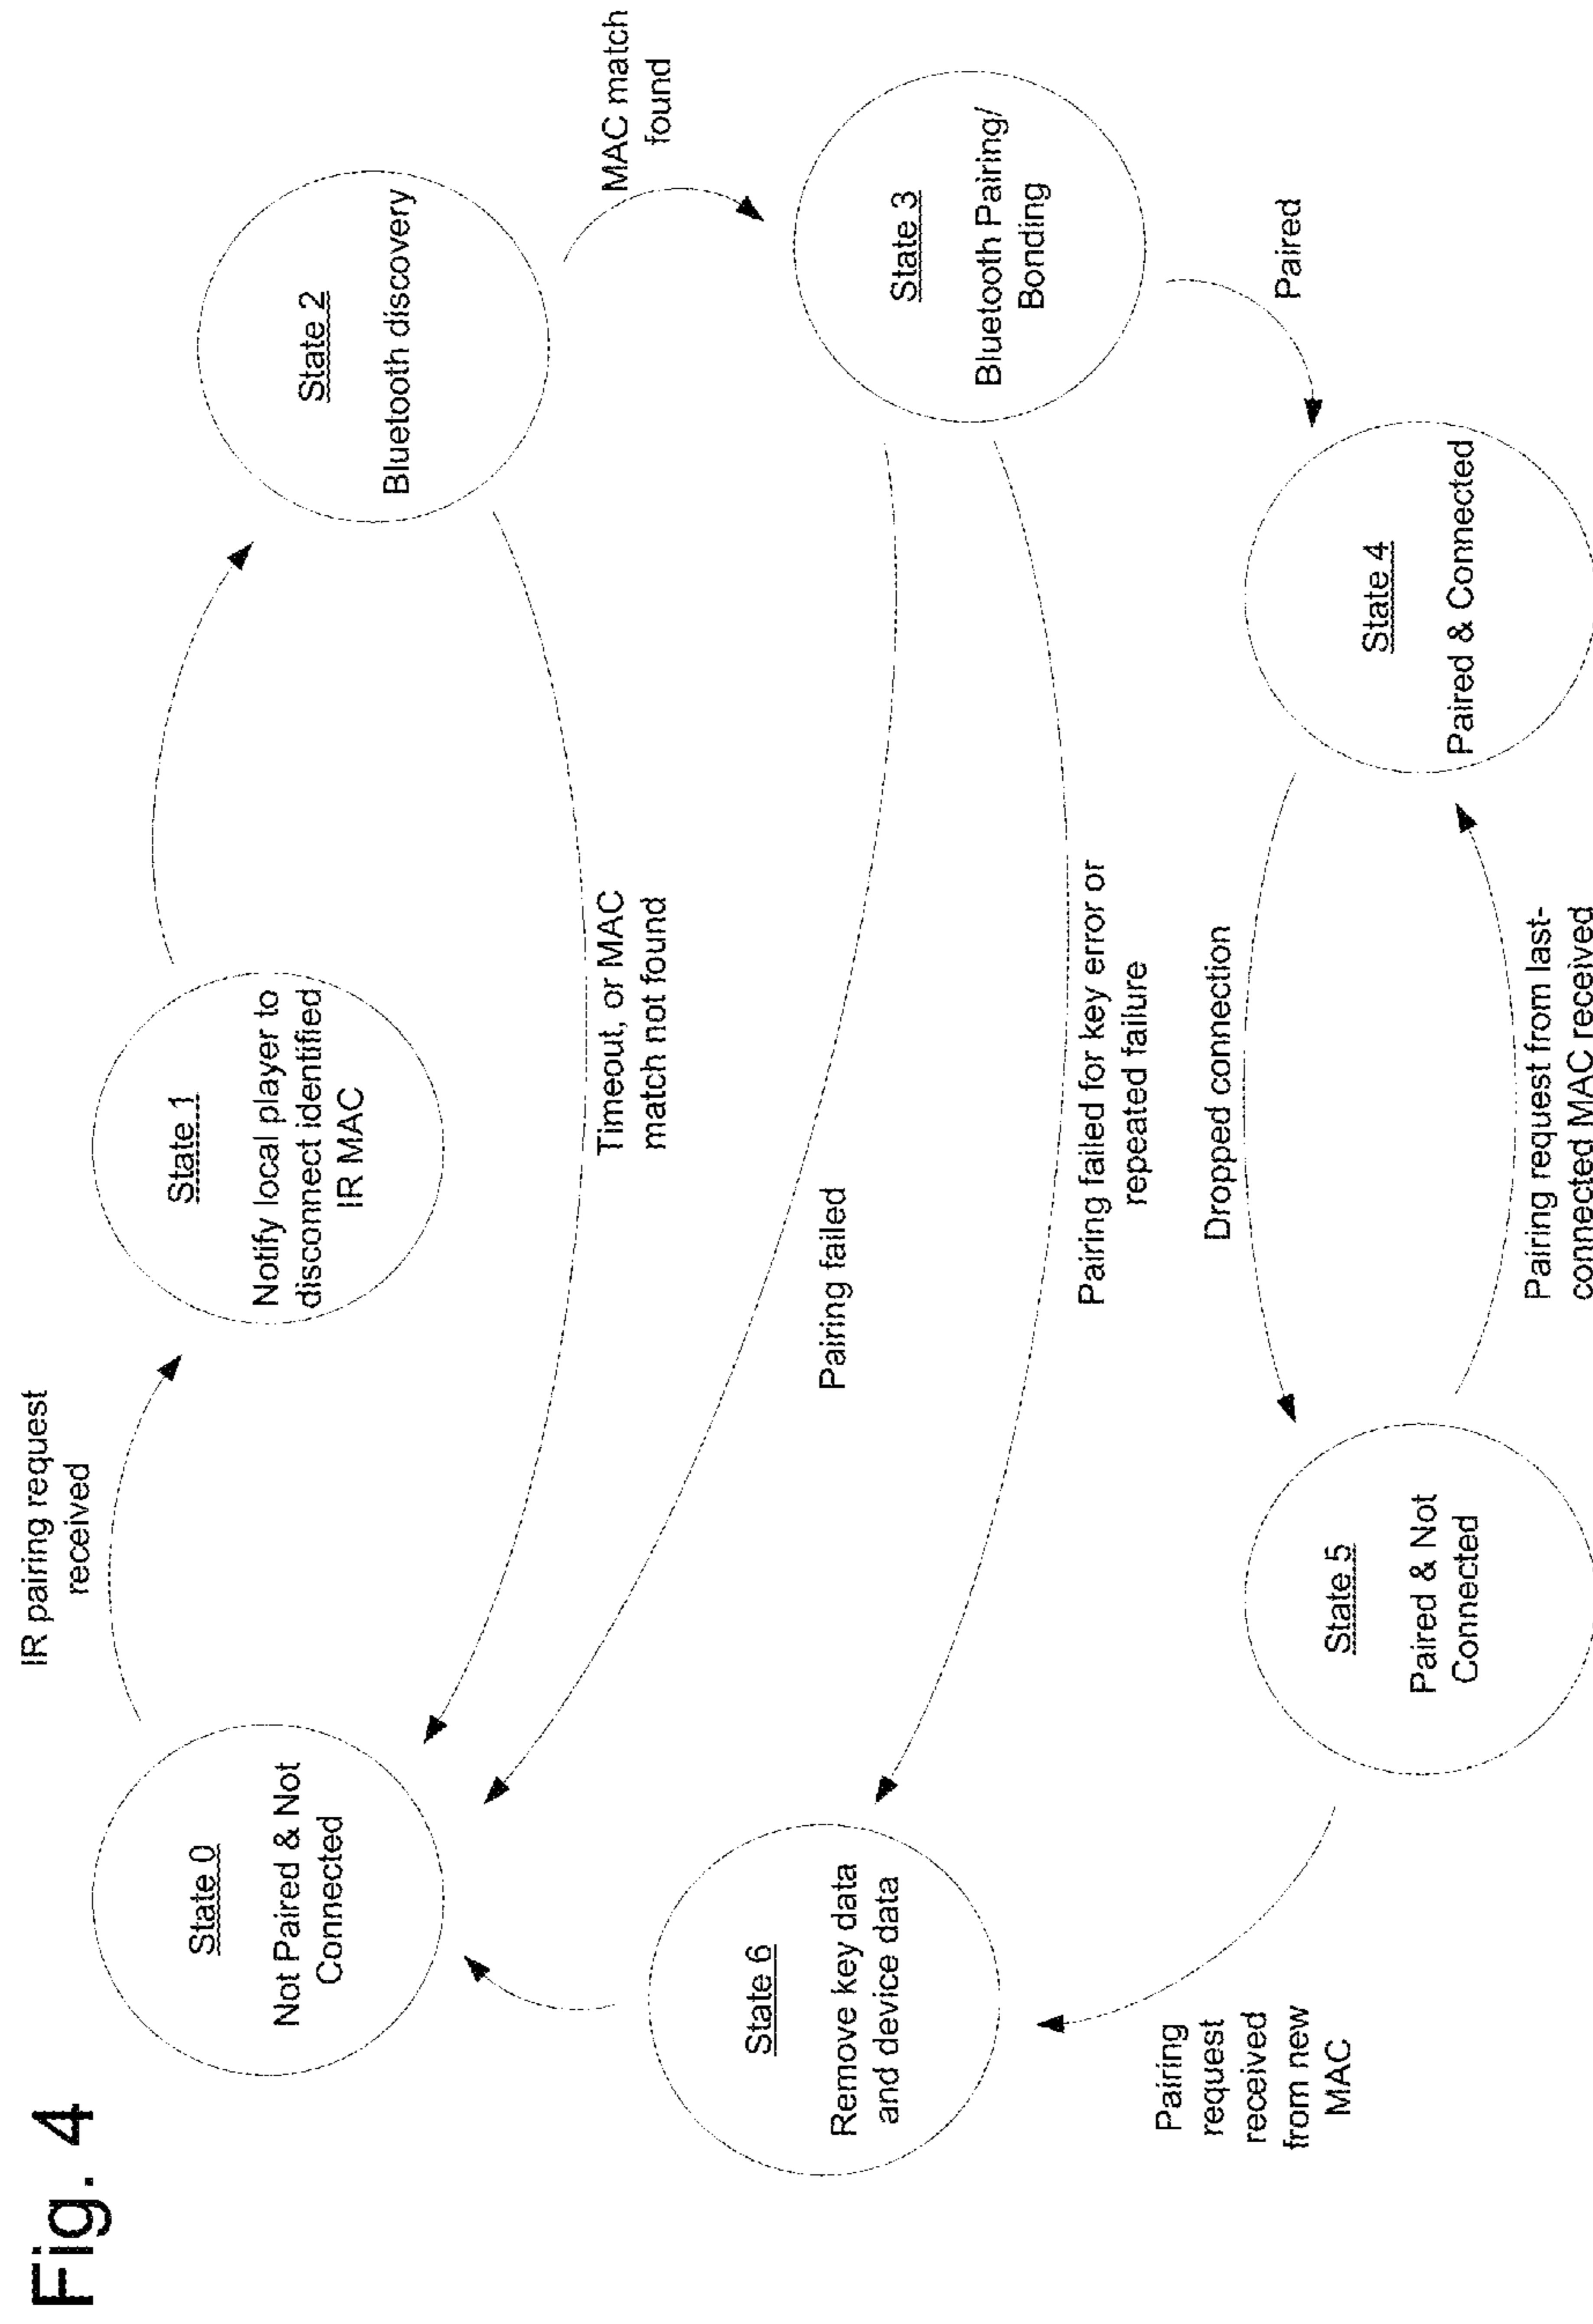 Fig. 4
IR pairing request
received
State 0
Not Paired & Not
Connected
State 1
Notify local player to
disconnect identified
IR MAC
State 2
Bluetooth discovery
MAC match
found
Timeout, or MAC
match not found
State 3
Bluetooth Pairing/
Bonding
Pairing failed
Pairing failed for key error or
repeated failure
State 6
Remove key data
and device data
Paired
Dropped connection
State 4
Paired & Connected
State 5
Paired & Not
Connected
Pairing
request
received
from new
MAC
Pairing request from last-
connected MAC received